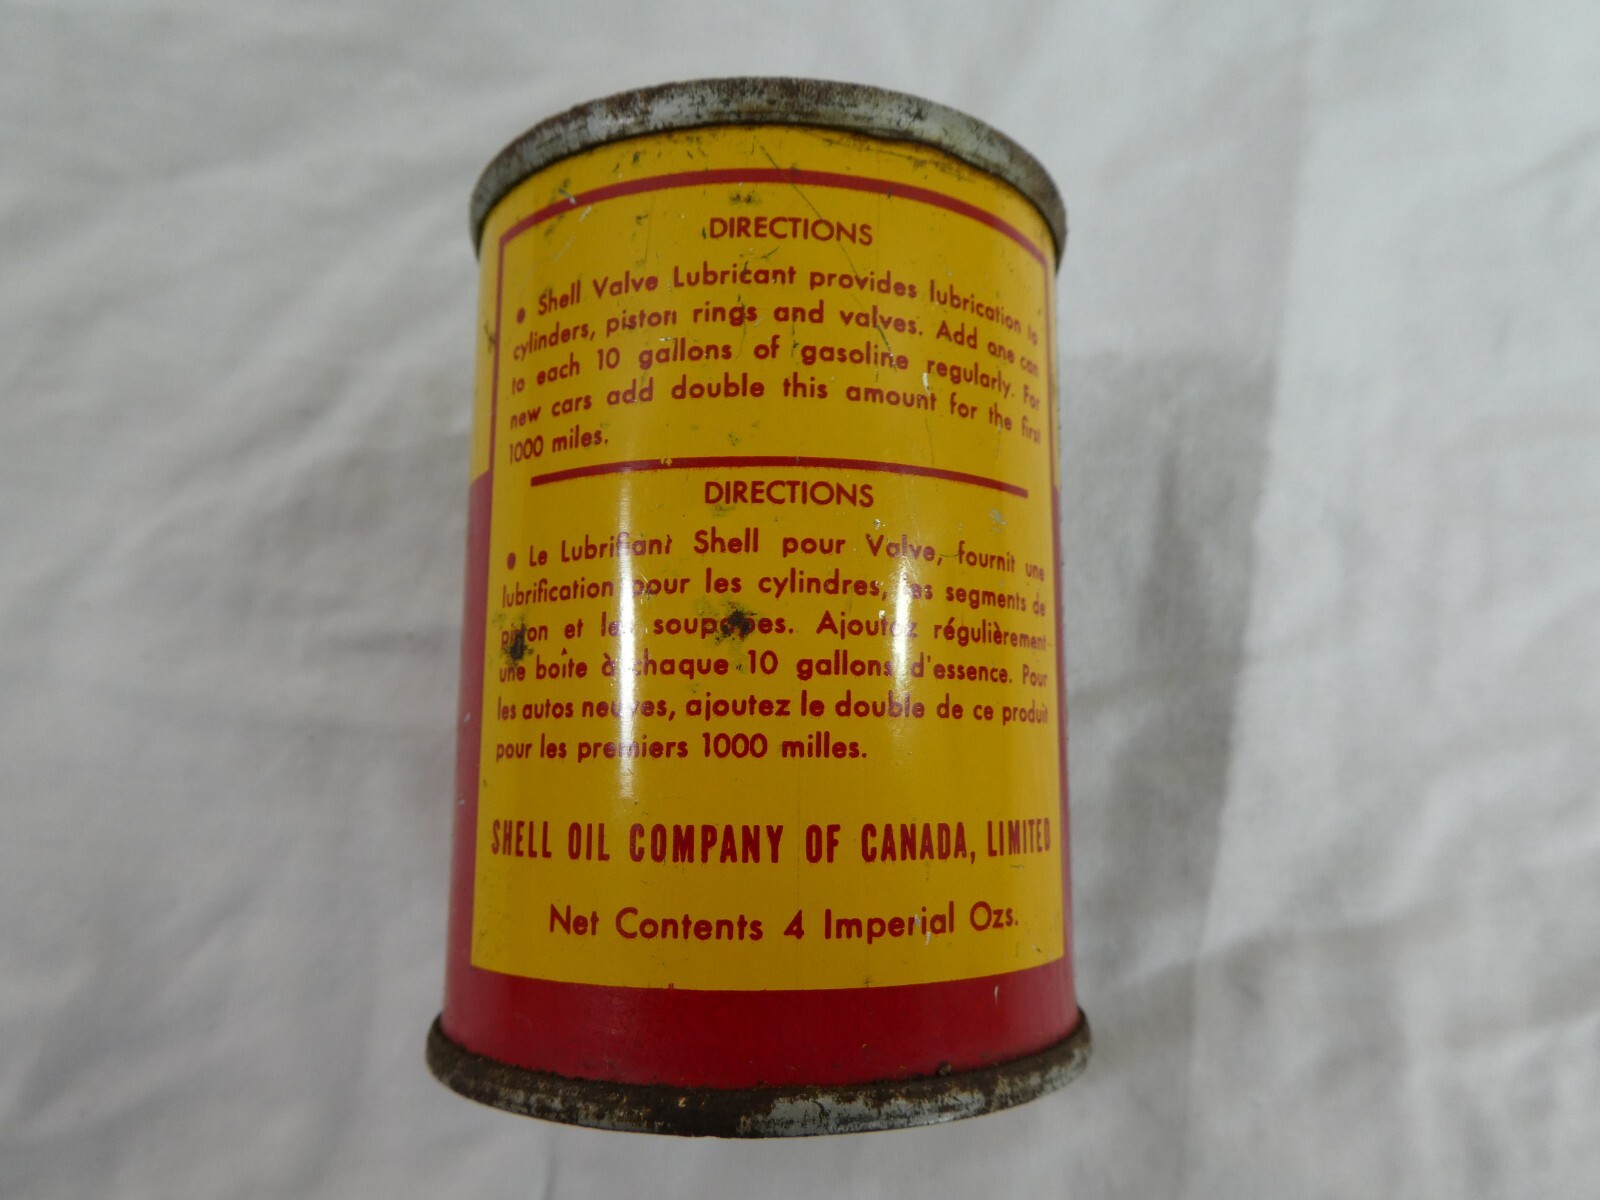 DIRECTIONS
• Shell Valve Lubricant provides lubrication to
cylinders, piston rings and valves. Add one can
to each 10 gallons of gasoline regularly. For
new cars add double this amount for the first
1000 miles.
DIRECTIONS
• Le Lubrifiant Shell pour Valve, fournit une
lubrification pour les cylindres, les segments de
piston et les soupapes. Ajoutez régulièrement
une boîte à chaque 10 gallons d'essence. Pour
les autos neuves, ajoutez le double de ce produit
pour les premiers 1000 milles.
SHELL OIL COMPANY OF CANADA, LIMITED
Net Contents 4 Imperial Ozs.